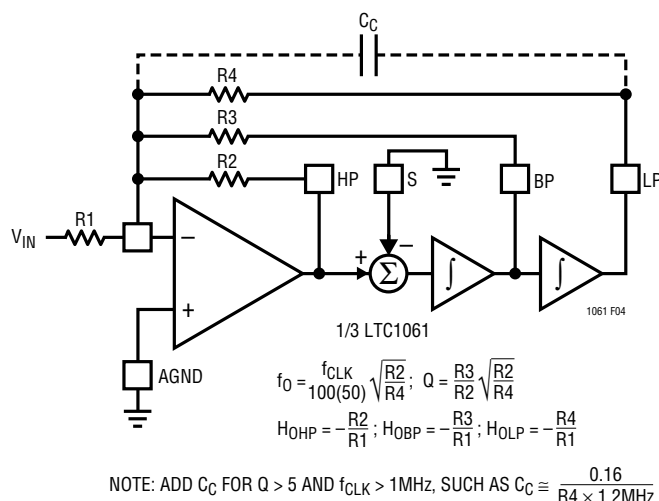 C_C
R4
R3
R2
HP
S
BP
LP
R1
V_IN
−
−
+
Σ
∫
∫
+
1061 F04
1/3 LTC1061
AGND
f_O = f_CLK/100(50) √(R2/R4); Q = R3/R2 √(R2/R4)
H_OHP = −R2/R1; H_OBP = −R3/R1; H_OLP = −R4/R1
NOTE: ADD C_C FOR Q > 5 AND f_CLK > 1MHz, SUCH AS C_C ≅ 0.16/(R4 × 1.2MHz)